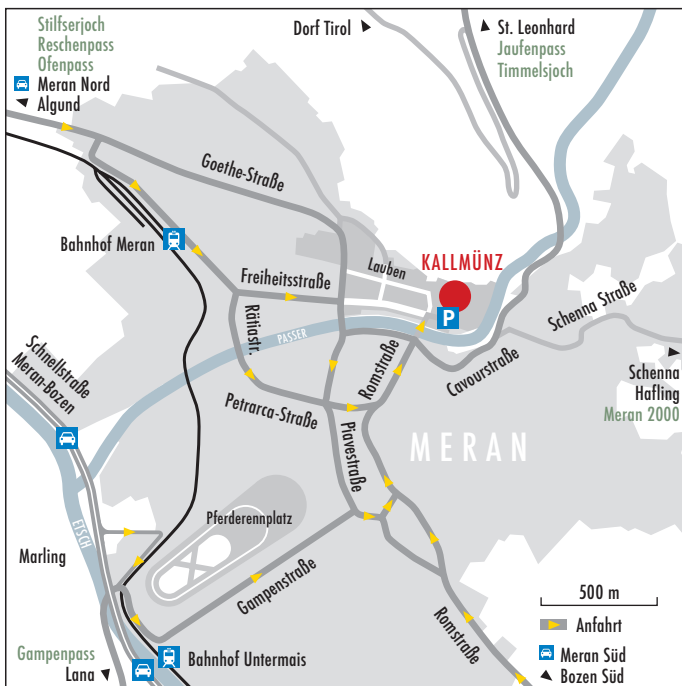 Stilfserjoch
Reschenpass
Ofenpass
Meran Nord
Algund
Dorf Tirol
St. Leonhard
Jaufenpass
Timmelsjoch
Goethe-Straße
Bahnhof Meran
Freiheitsstraße
Lauben
KALLMÜNZ
P
Schenna Straße
Rätiastr.
PASSER
Romstraße
Cavourstraße
Schnellstraße
Meran-Bozen
Petrarca-Straße
Schenna
Hafling
Meran 2000
MERAN
Piavestraße
Pferderennplatz
ETSCH
Marling
Gampenstraße
Romstraße
500 m
Anfahrt
Meran Süd
Bozen Süd
Gampenpass
Lana
Bahnhof Untermais